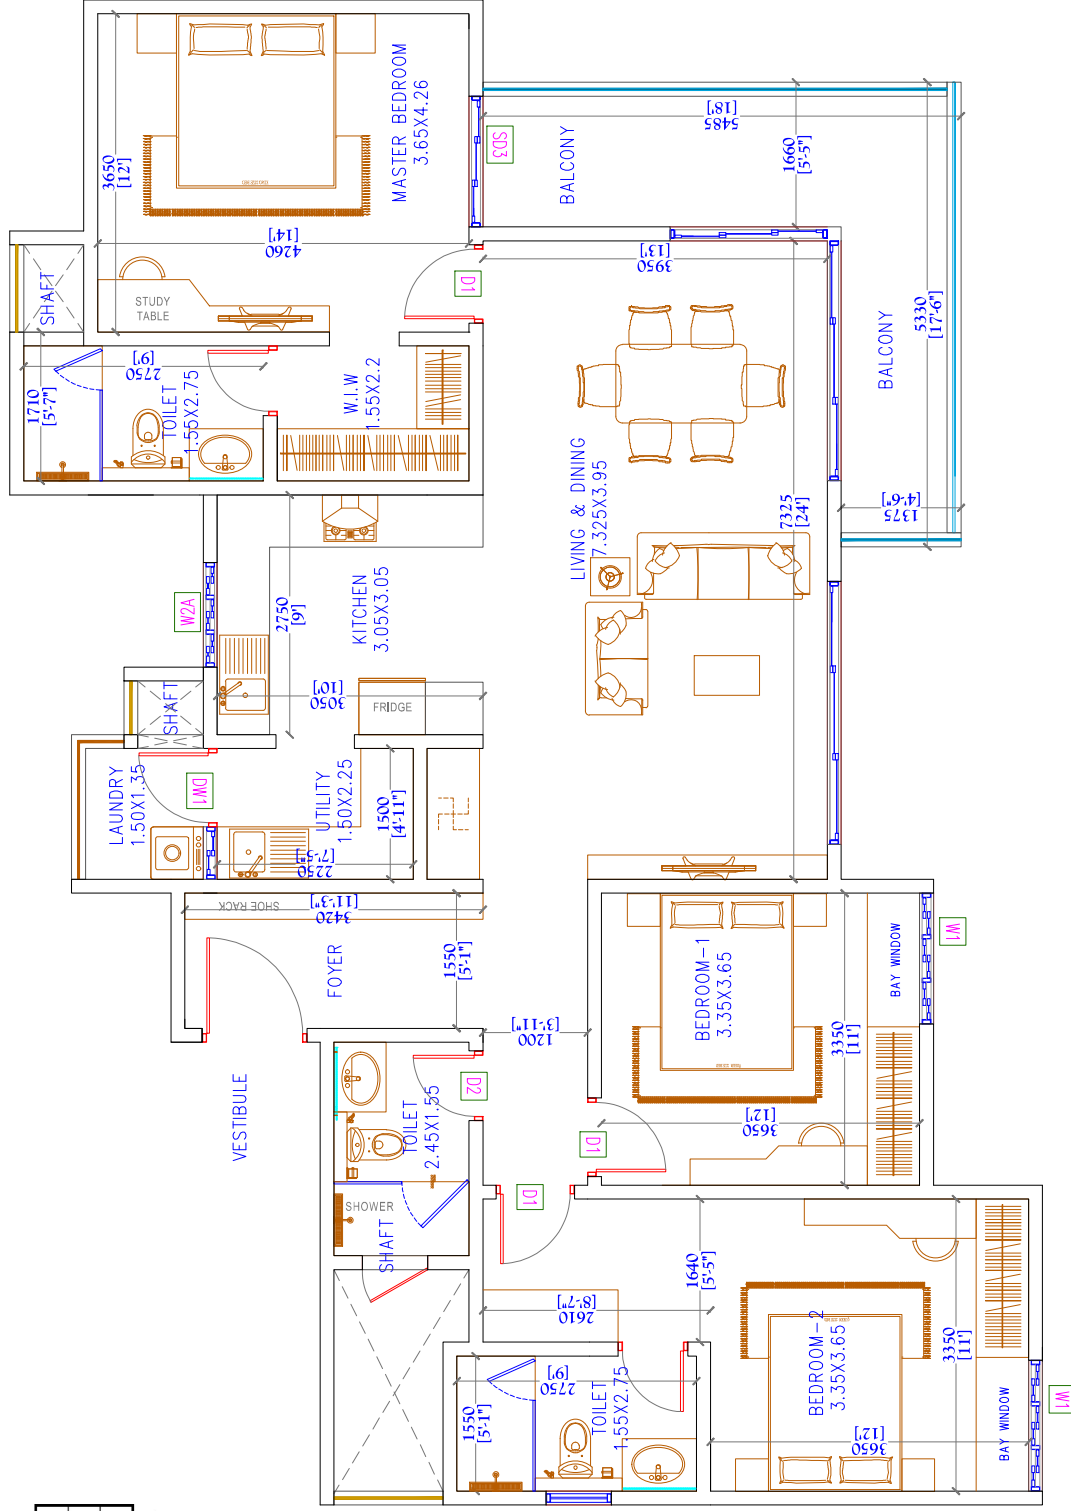 MASTER BEDROOM
3.65X4.26
3650
[12']
4260
[14']
SD3
BALCONY
5485
[18']
1660
[5'-5"]
3950
[13']
D1
SHAFT
STUDY
TABLE
BALCONY
5330
[17'-6"]
1375
[4'-6"]
1710
[5'-7"]
2750
[9']
TOILET
1.55X2.75
W.I.W
1.55X2.2
LIVING & DINING
7.325X3.95
7325
[24']
W2A
2750
[9']
KITCHEN
3.05X3.05
3050
[10']
FRIDGE
SHAFT
LAUNDRY
1.50X1.35
DW1
UTILITY
1.50X2.25
1500
[4'-11"]
2250
[7'-5"]
SHOE RACK
3420
[11'-3"]
FOYER
1550
[5'-1"]
1200
[3'-11"]
BEDROOM-1
3.35X3.65
BAY WINDOW
W1
3350
[11']
3650
[12']
VESTIBULE
D2
TOILET
2.45X1.55
D1
D1
SHOWER
SHAFT
1640
[5'-5"]
2610
[8'-7"]
BEDROOM-2
3.35X3.65
3350
[11']
3650
[12']
BAY WINDOW
W1
2750
[9']
1550
[5'-1"]
TOILET
1.55X2.75